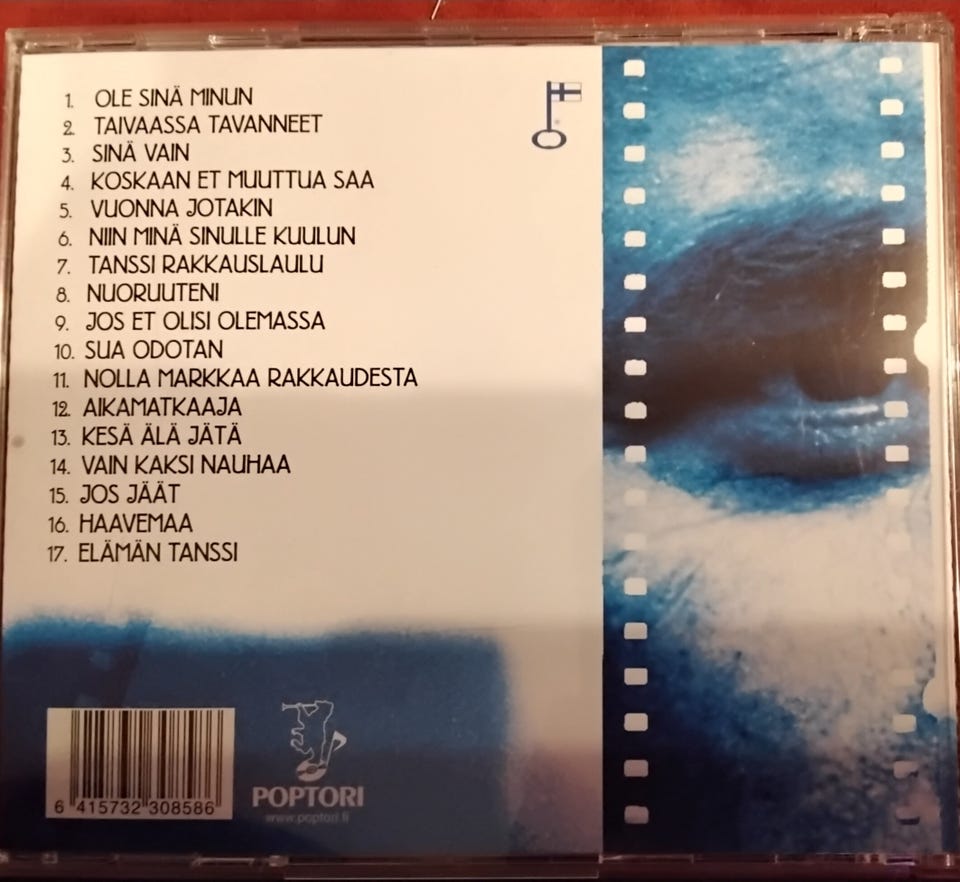 1. OLE SINÄ MINUN
2. TAIVAASSA TAVANNEET
3. SINÄ VAIN
4. KOSKAAN ET MUUTTUA SAA
5. VUONNA JOTAKIN
6. NIIN MINÄ SINULLE KUULUN
7. TANSSI RAKKAUSLAULU
8. NUORUUTENI
9. JOS ET OLISI OLEMASSA
10. SUA ODOTAN
11. NOLLA MARKKAA RAKKAUDESTA
12. AIKAMATKAAJA
13. KESÄ ÄLÄ JÄTÄ
14. VAIN KAKSI NAUHAA
15. JOS JÄÄT
16. HAAVEMAA
17. ELÄMÄN TANSSI
6 415732 308586
POPTORI
www.poptori.fi